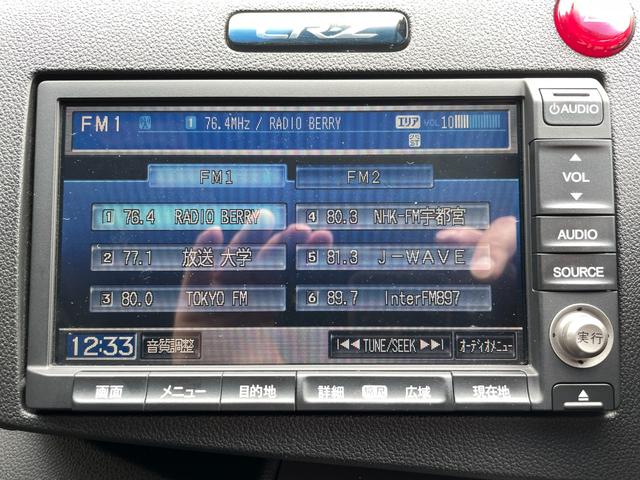 CR-Z
FM1 1 76.4MHz / RADIO BERRY エリア VOL 10
FM1 FM2
1 76.4 RADIO BERRY 4 80.3 NHK-FM宇都宮
2 77.1 放送 大学 5 81.3 J-WAVE
3 80.0 TOKYO FM 6 89.7 InterFM897
12:33 音質調整 TUNE/SEEK オーディオメニュー
画面 メニュー 目的地 詳細 広域 現在地
AUDIO
VOL
AUDIO
SOURCE
実行